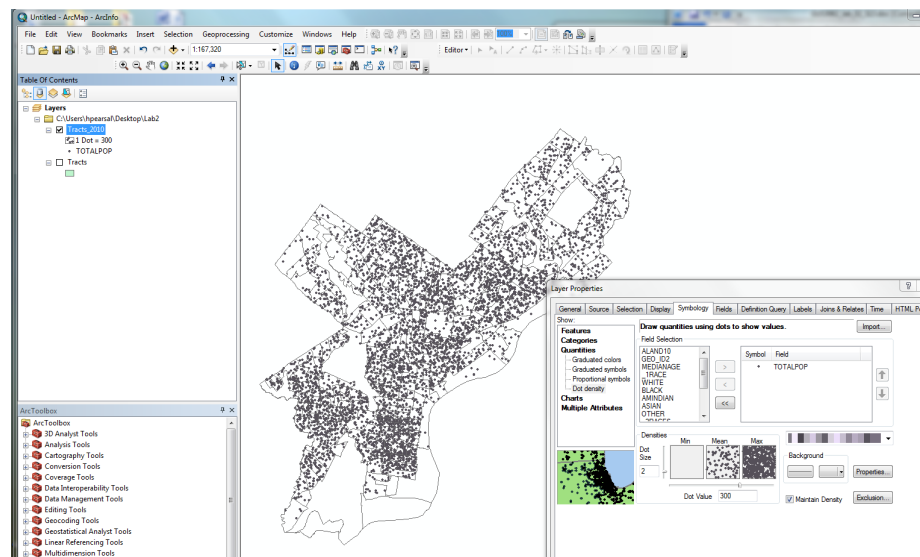 Untitled - ArcMap - ArcInfo
File Edit View Bookmarks Insert Selection Geoprocessing Customize Windows Help
1:167,320
Editor
Table Of Contents
Layers
C:\Users\hpearsal\Desktop\Lab2
Tracts_2010
1 Dot = 300
TOTALPOP
Tracts
ArcToolbox
ArcToolbox
3D Analyst Tools
Analysis Tools
Cartography Tools
Conversion Tools
Coverage Tools
Data Interoperability Tools
Data Management Tools
Editing Tools
Geocoding Tools
Geostatistical Analyst Tools
Linear Referencing Tools
Multidimension Tools
Layer Properties
General Source Selection Display Symbology Fields Definition Query Labels Joins & Relates Time HTML
Show:
Features
Categories
Quantities
Graduated colors
Graduated symbols
Proportional symbols
Dot density
Charts
Multiple Attributes
Draw quantities using dots to show values.
Import...
Field Selection
ALAND10
GEO_ID2
MEDIANAGE
_1RACE
WHITE
BLACK
AMINDIAN
ASIAN
OTHER
>
<
<<
Symbol Field
TOTALPOP
Densities
Dot Size
2
Min Mean Max
Dot Value 300
Background
Properties...
Maintain Density
Exclusion...